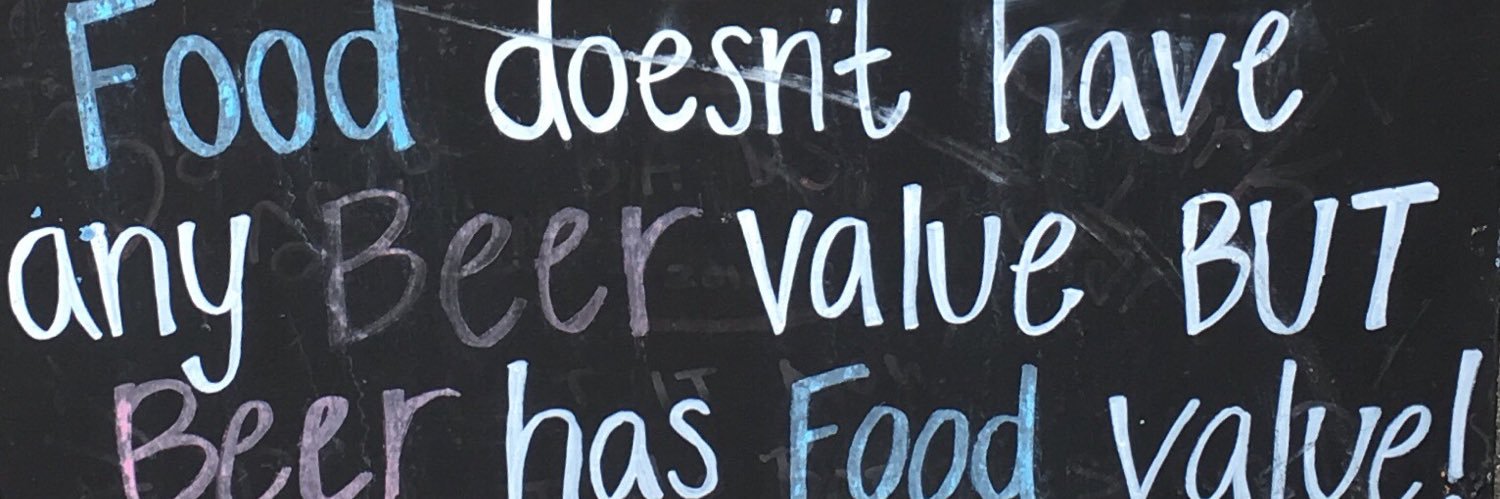 Food doesn't have
any Beer value BUT
Beer has Food value!